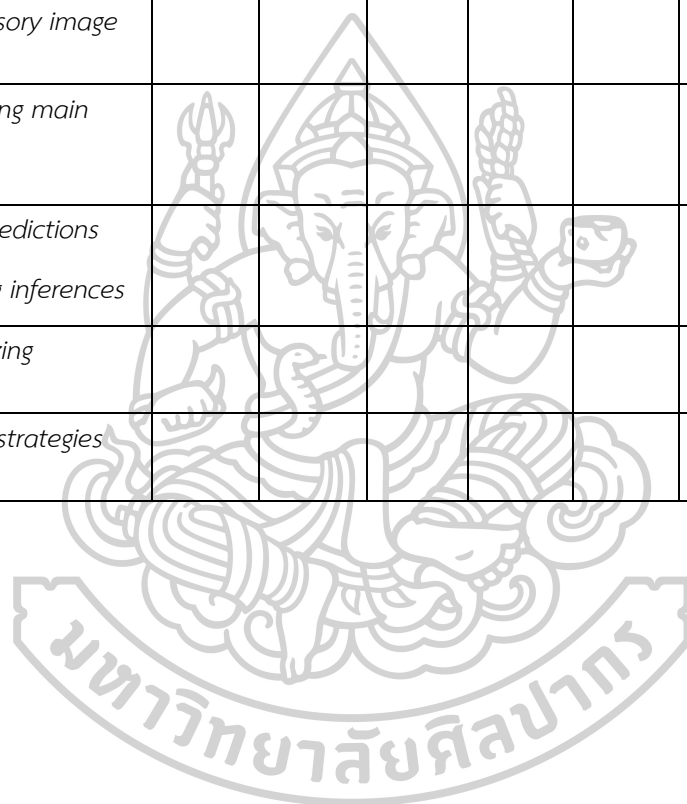 sory image
ng main
edictions
g inferences
ing
strategies
มหาวิทยาลัยศิลปากร